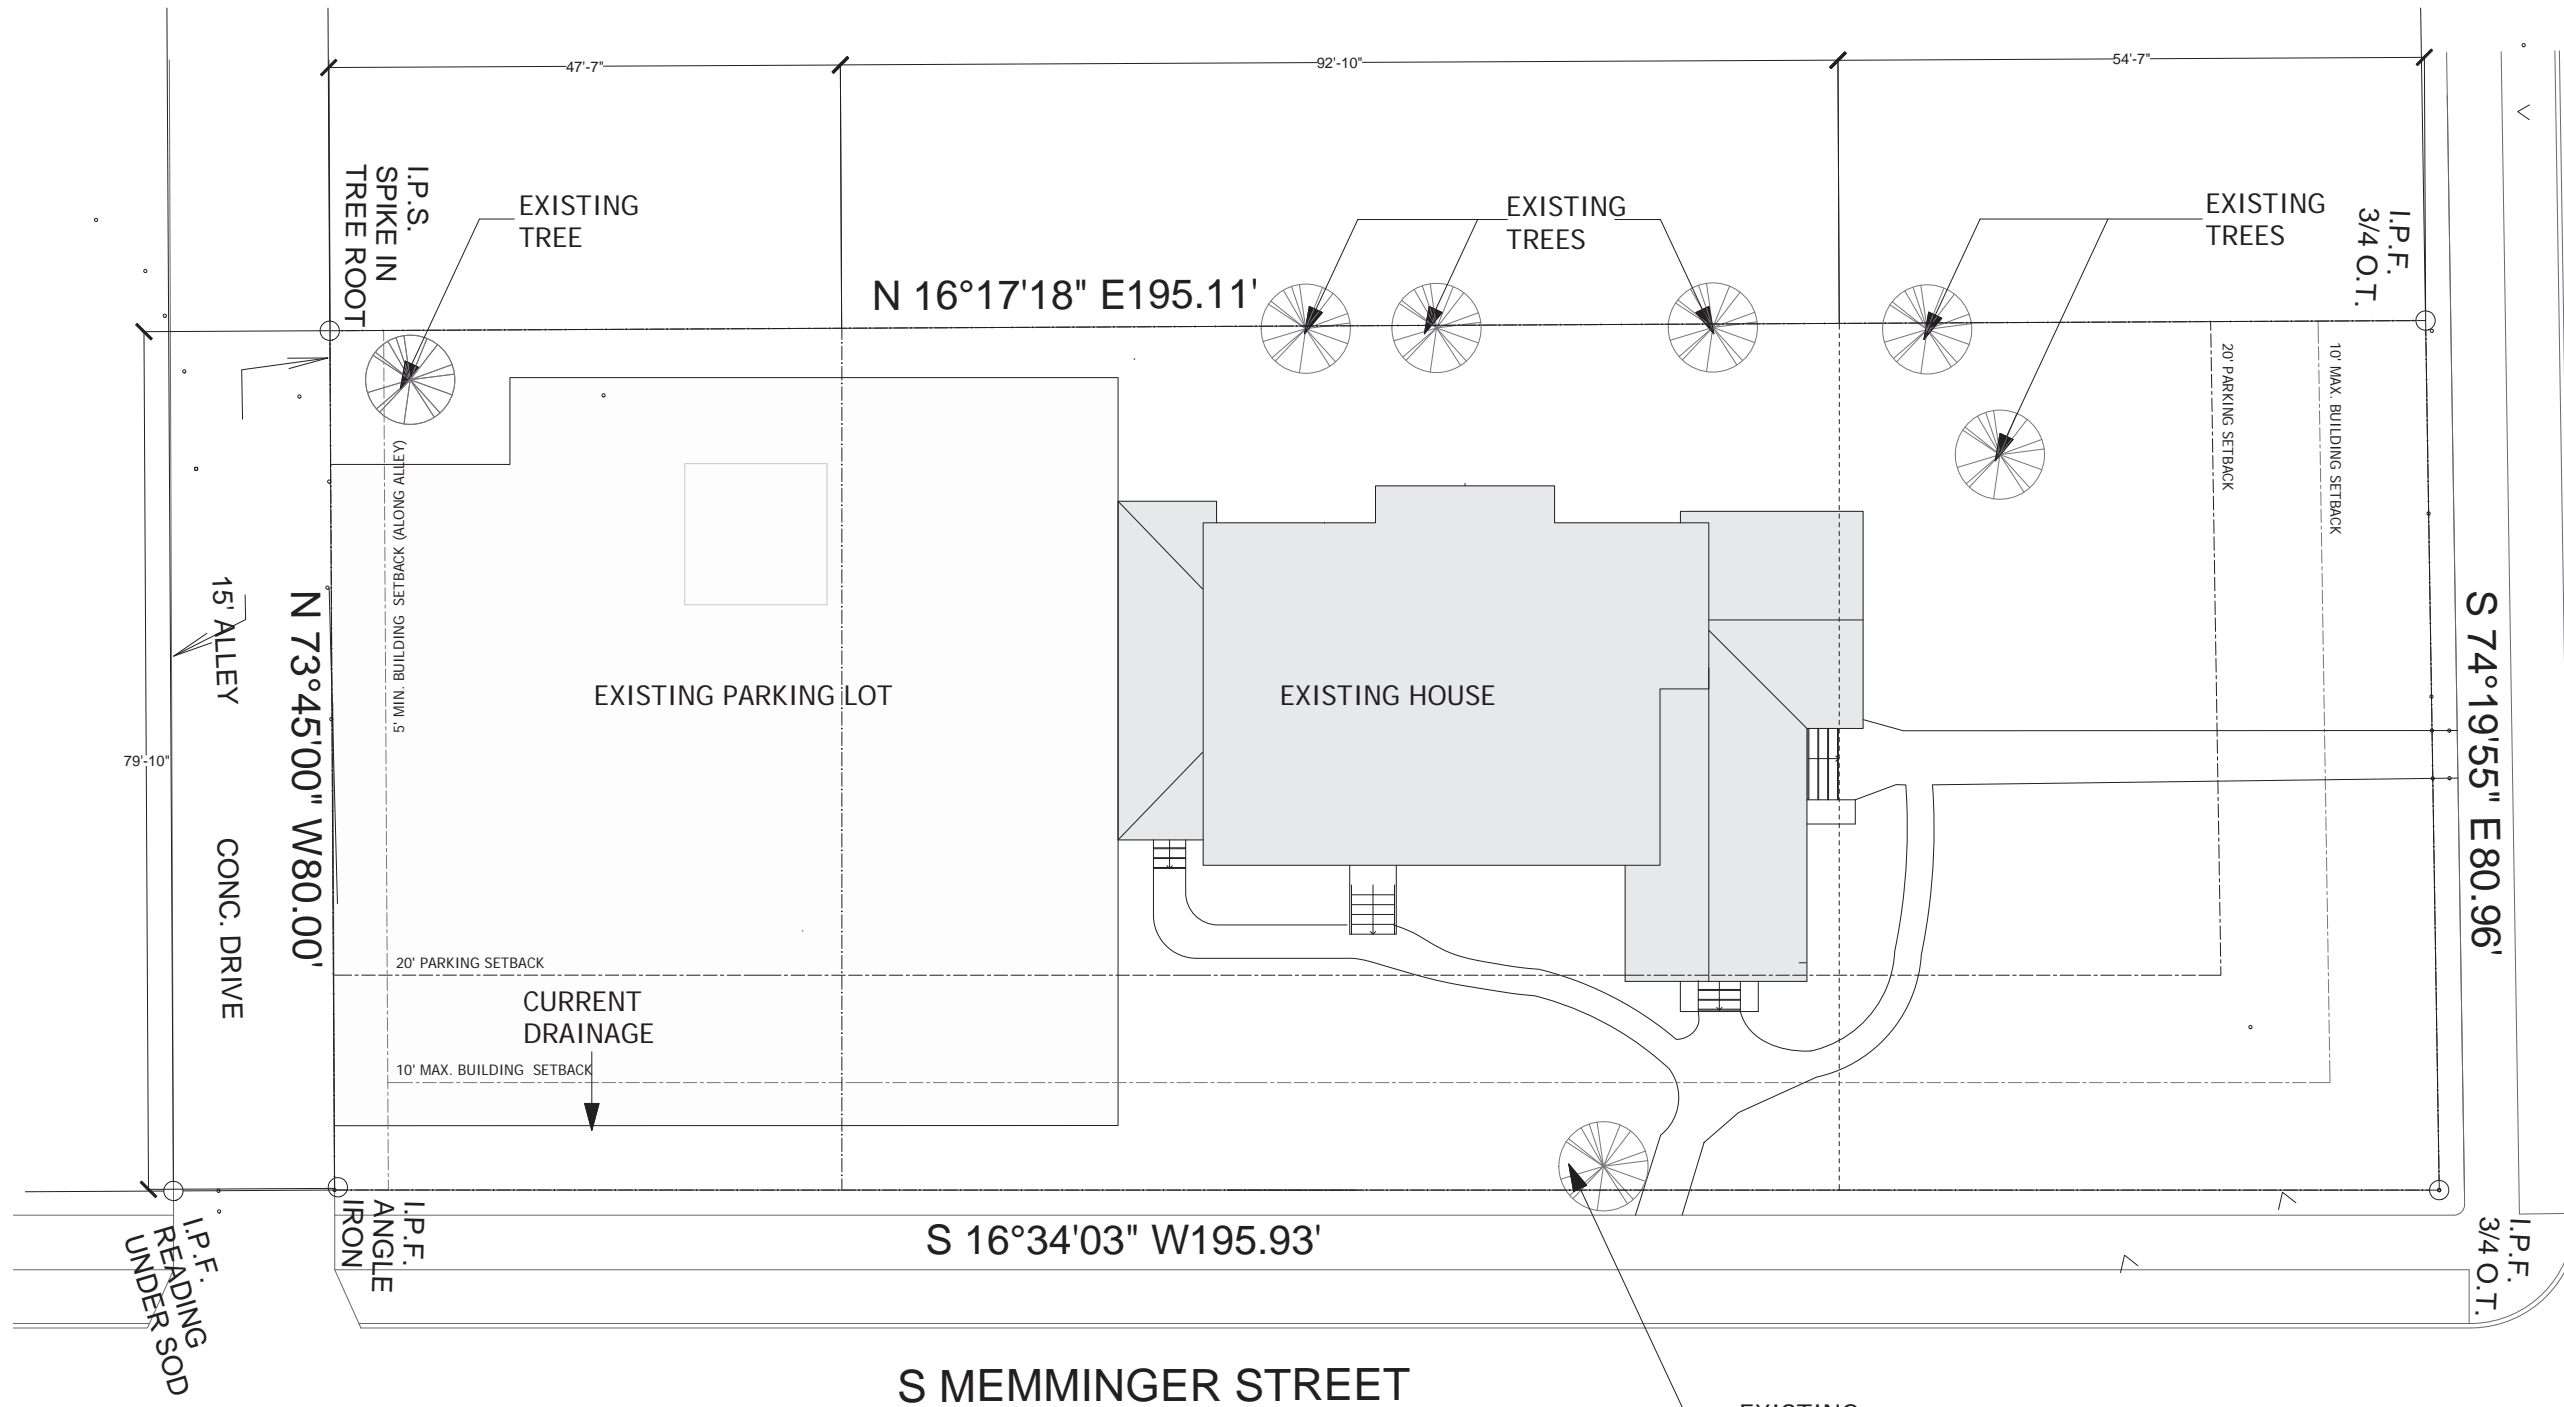 47'-7"
92'-10"
54'-7"
I.P.S.
SPIKE IN
TREE ROOT
EXISTING
TREE
EXISTING
TREES
EXISTING
TREES
I.P.F.
3/4 O.T.
N 16°17'18" E195.11'
20' PARKING SETBACK
10' MAX. BUILDING SETBACK
5' MIN. BUILDING SETBACK (ALONG ALLEY)
15' ALLEY
N 73°45'00" W80.00'
S 74°19'55" E80.96'
EXISTING PARKING LOT
EXISTING HOUSE
79'-10"
CONC. DRIVE
20' PARKING SETBACK
CURRENT
DRAINAGE
10' MAX. BUILDING SETBACK
I.P.F.
READING
UNDER SOD
I.P.F.
ANGLE
IRON
S 16°34'03" W195.93'
I.P.F.
3/4 O.T.
S MEMMINGER STREET
EXISTING